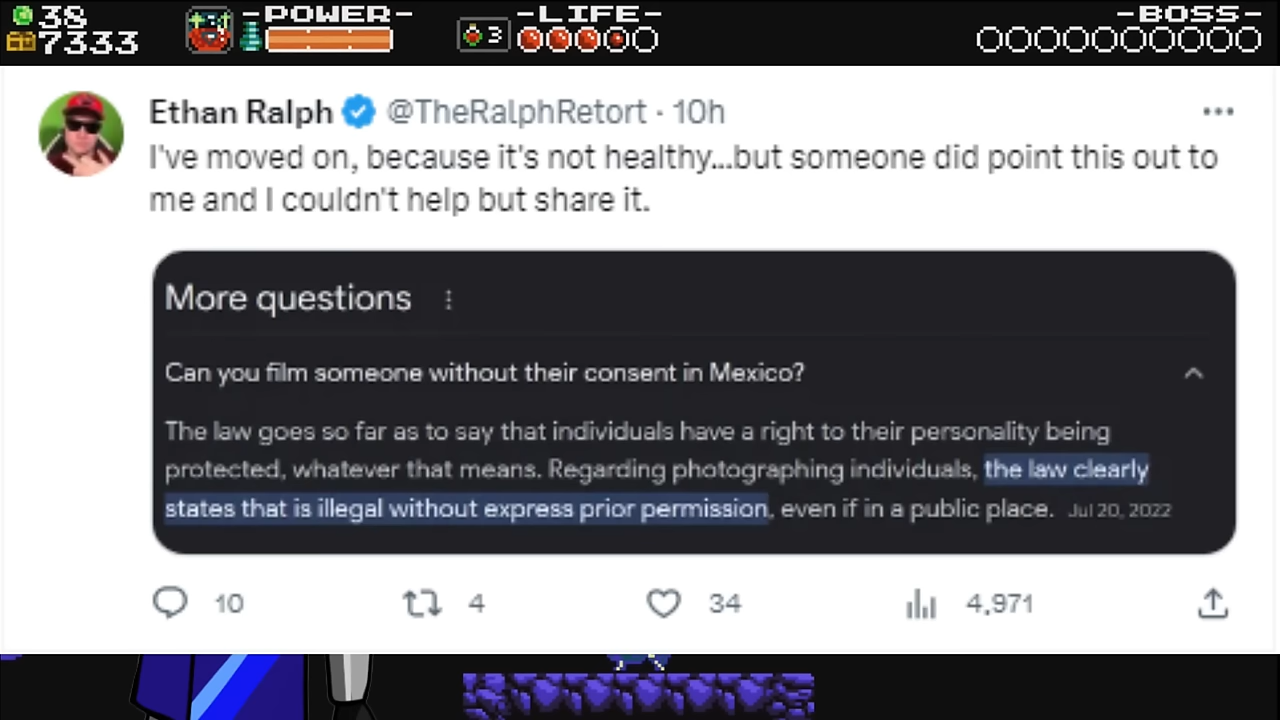 38
-POWER-
-LIFE-
-BOSS-
7333
3
Ethan Ralph @TheRalphRetort · 10h
I've moved on, because it's not healthy...but someone did point this out to
me and I couldn't help but share it.
More questions
Can you film someone without their consent in Mexico?
The law goes so far as to say that individuals have a right to their personality being
protected, whatever that means. Regarding photographing individuals, the law clearly
states that is illegal without express prior permission, even if in a public place. Jul 20, 2022
10
4
34
4,971